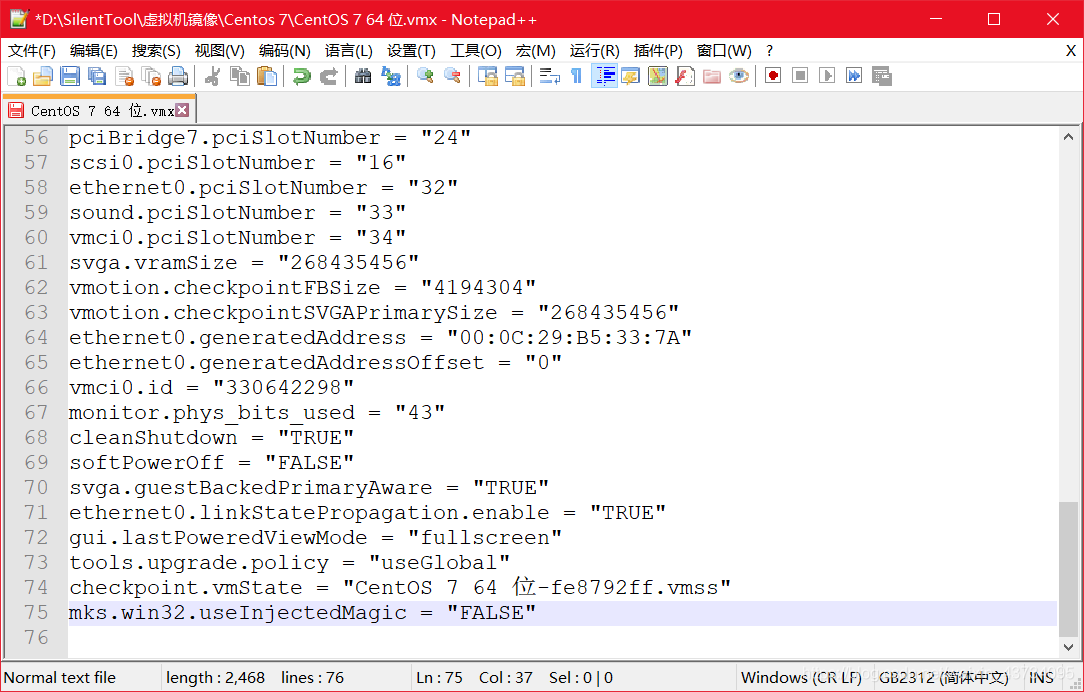 *D:\SilentTool\虚拟机镜像\Centos 7\CentOS 7 64 位.vmx - Notepad++
文件(F) 编辑(E) 搜索(S) 视图(V) 编码(N) 语言(L) 设置(T) 工具(O) 宏(M) 运行(R) 插件(P) 窗口(W) ? X
CentOS 7 64 位.vmx
56 pciBridge7.pciSlotNumber = "24"
57 scsi0.pciSlotNumber = "16"
58 ethernet0.pciSlotNumber = "32"
59 sound.pciSlotNumber = "33"
60 vmci0.pciSlotNumber = "34"
61 svga.vramSize = "268435456"
62 vmotion.checkpointFBSize = "4194304"
63 vmotion.checkpointSVGAPrimarySize = "268435456"
64 ethernet0.generatedAddress = "00:0C:29:B5:33:7A"
65 ethernet0.generatedAddressOffset = "0"
66 vmci0.id = "330642298"
67 monitor.phys_bits_used = "43"
68 cleanShutdown = "TRUE"
69 softPowerOff = "FALSE"
70 svga.guestBackedPrimaryAware = "TRUE"
71 ethernet0.linkStatePropagation.enable = "TRUE"
72 gui.lastPoweredViewMode = "fullscreen"
73 tools.upgrade.policy = "useGlobal"
74 checkpoint.vmState = "CentOS 7 64 位-fe8792ff.vmss"
75 mks.win32.useInjectedMagic = "FALSE"
76
Normal text file length : 2,468 lines : 76 Ln : 75 Col : 37 Sel : 0 | 0 Windows (CR LF) GB2312 (简体中文) INS